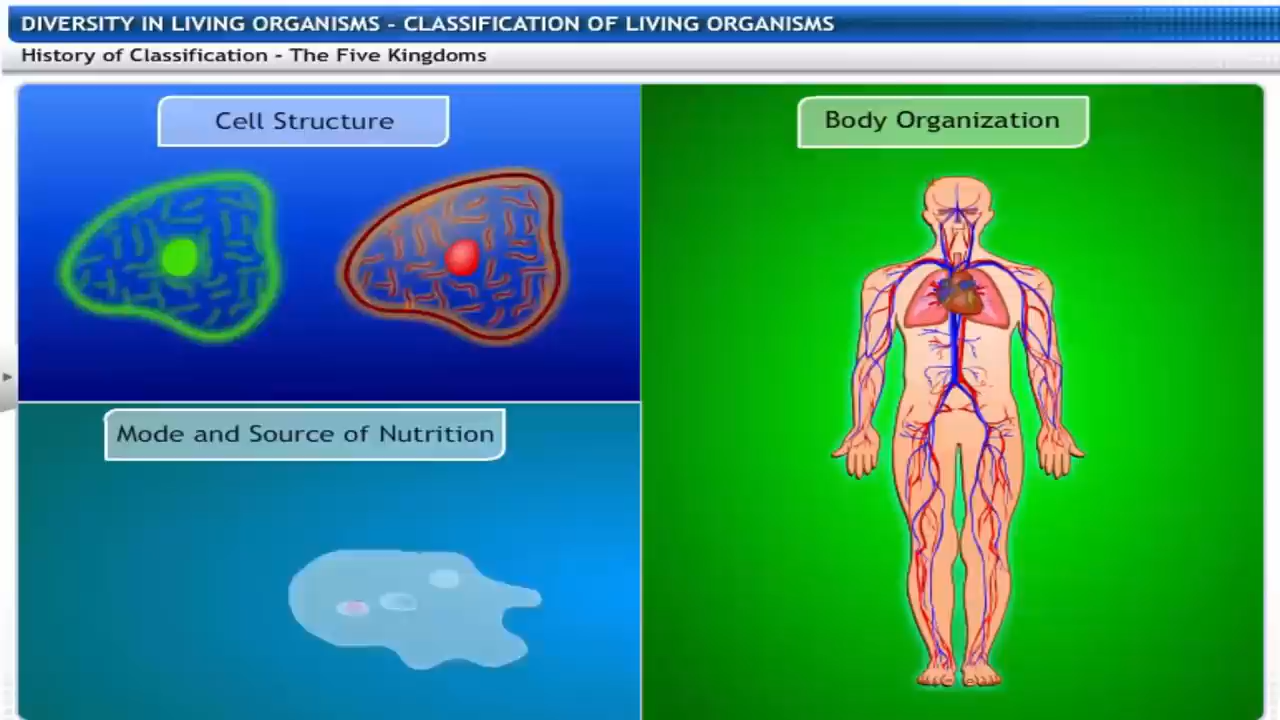 DIVERSITY IN LIVING ORGANISMS - CLASSIFICATION OF LIVING ORGANISMS
History of Classification - The Five Kingdoms
Cell Structure
Body Organization
Mode and Source of Nutrition